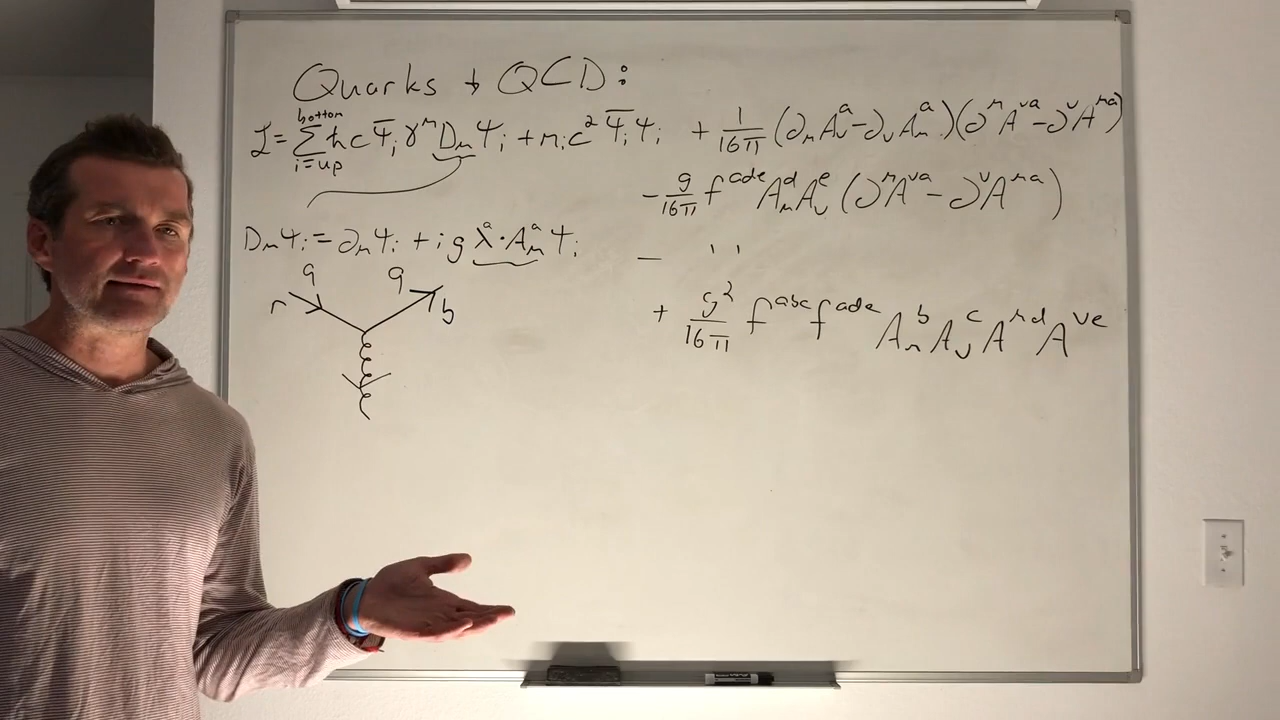 Quarks + QCD:
ℒ = ∑_{i=up}^{bottom} ħc Ψ̄_i γ^μ D_μ Ψ_i + m_i c² Ψ̄_i Ψ_i + 1/16π (∂_μ A_ν^a - ∂_ν A_μ^a)(∂^μ A^{νa} - ∂^ν A^{μa})
- g/16π f^{ade} A_μ^d A_ν^e (∂^μ A^{νa} - ∂^ν A^{μa})
D_μ Ψ_i = ∂_μ Ψ_i + i g λ^a · A_μ^a Ψ_i
- ' '
+ g²/16π f^{abc} f^{ade} A_μ^b A_ν^c A^{μd} A^{νe}
q q
r b